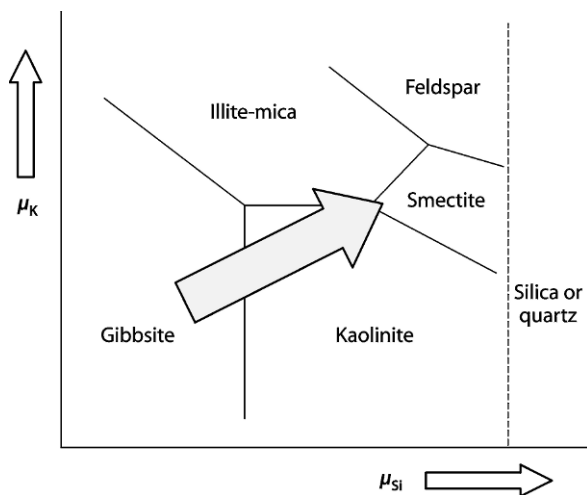 Feldspar
Illite-mica
μK
Smectite
Silica or
quartz
Gibbsite
Kaolinite
μSi